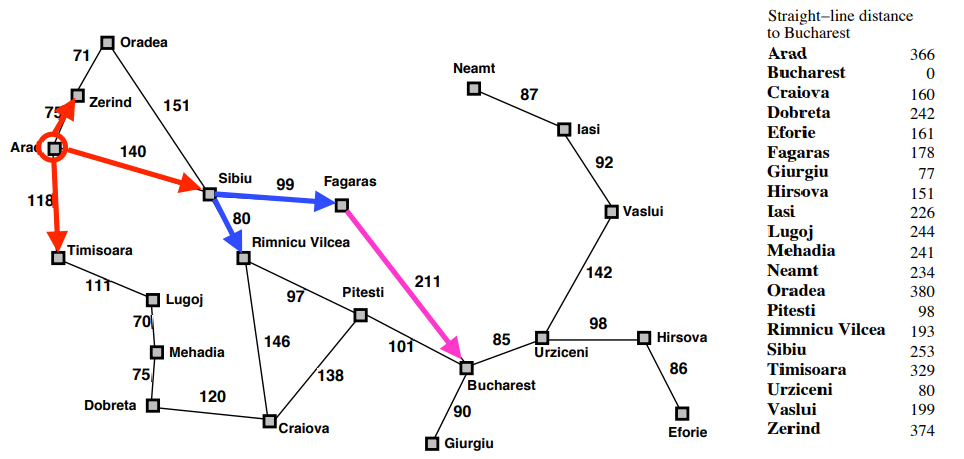 Straight–line distance
to Bucharest
Arad 366
Bucharest 0
Craiova 160
Dobreta 242
Eforie 161
Fagaras 178
Giurgiu 77
Hirsova 151
Iasi 226
Lugoj 244
Mehadia 241
Neamt 234
Oradea 380
Pitesti 98
Rimnicu Vilcea 193
Sibiu 253
Timisoara 329
Urziceni 80
Vaslui 199
Zerind 374
Oradea
71
Neamt
87
Zerind
75
151
Iasi
Arad
140
92
Sibiu
99
Fagaras
118
80
Vaslui
Rimnicu Vilcea
Timisoara
142
111
211
Lugoj
97
Pitesti
70
98
Hirsova
146
101
85
Urziceni
Mehadia
75
138
86
Bucharest
120
Dobreta
90
Craiova
Eforie
Giurgiu